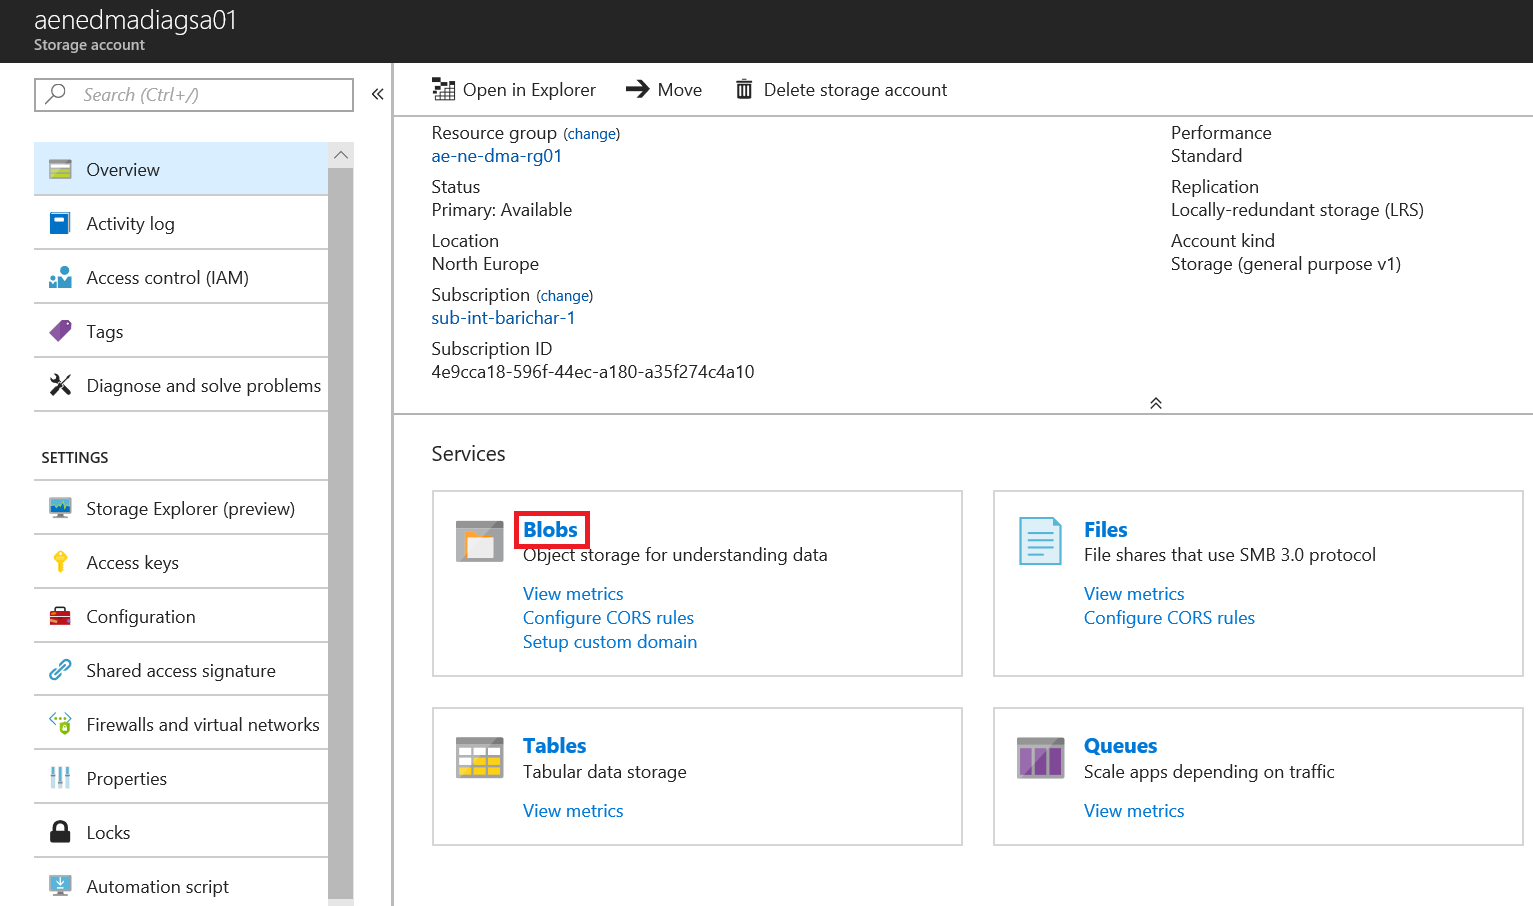 aenedmadiagsa01
Storage account
Search (Ctrl+/)
Overview
Activity log
Access control (IAM)
Tags
Diagnose and solve problems
SETTINGS
Storage Explorer (preview)
Access keys
Configuration
Shared access signature
Firewalls and virtual networks
Properties
Locks
Automation script
Open in Explorer Move Delete storage account
Resource group (change)
ae-ne-dma-rg01
Status
Primary: Available
Location
North Europe
Subscription (change)
sub-int-barichar-1
Subscription ID
4e9cca18-596f-44ec-a180-a35f274c4a10
Performance
Standard
Replication
Locally-redundant storage (LRS)
Account kind
Storage (general purpose v1)
Services
Blobs
Object storage for understanding data
View metrics
Configure CORS rules
Setup custom domain
Files
File shares that use SMB 3.0 protocol
View metrics
Configure CORS rules
Tables
Tabular data storage
View metrics
Queues
Scale apps depending on traffic
View metrics